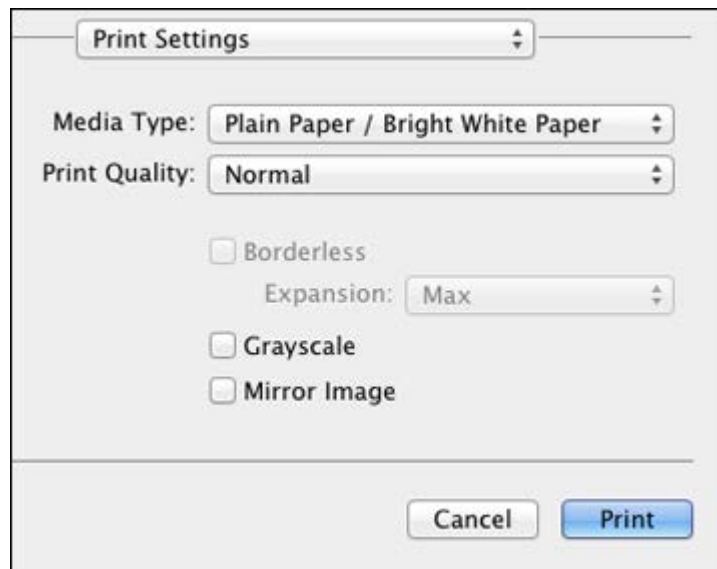 Print Settings
Media Type: Plain Paper / Bright White Paper
Print Quality: Normal
Borderless
Expansion: Max
Grayscale
Mirror Image
Cancel Print